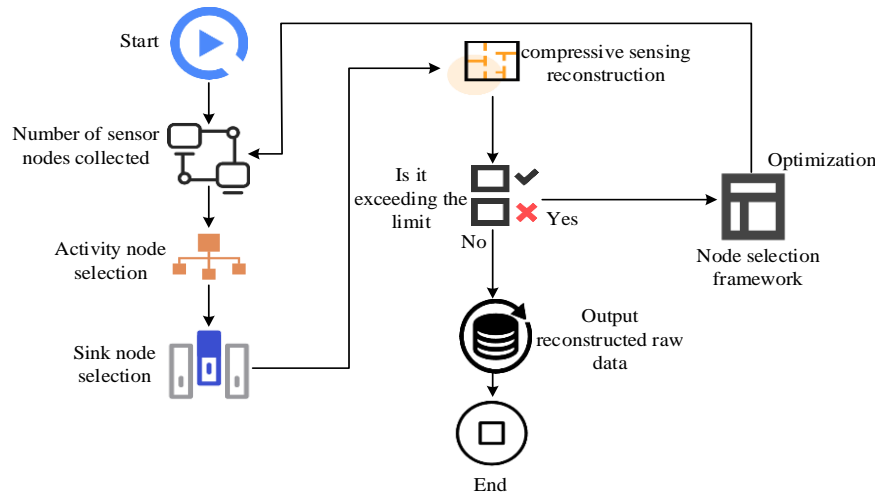 Start
Number of sensor
nodes collected
Activity node
selection
Sink node
selection
compressive sensing
reconstruction
Is it
exceeding the
limit
Yes
No
Optimization
Node selection
framework
Output
reconstructed raw
data
End